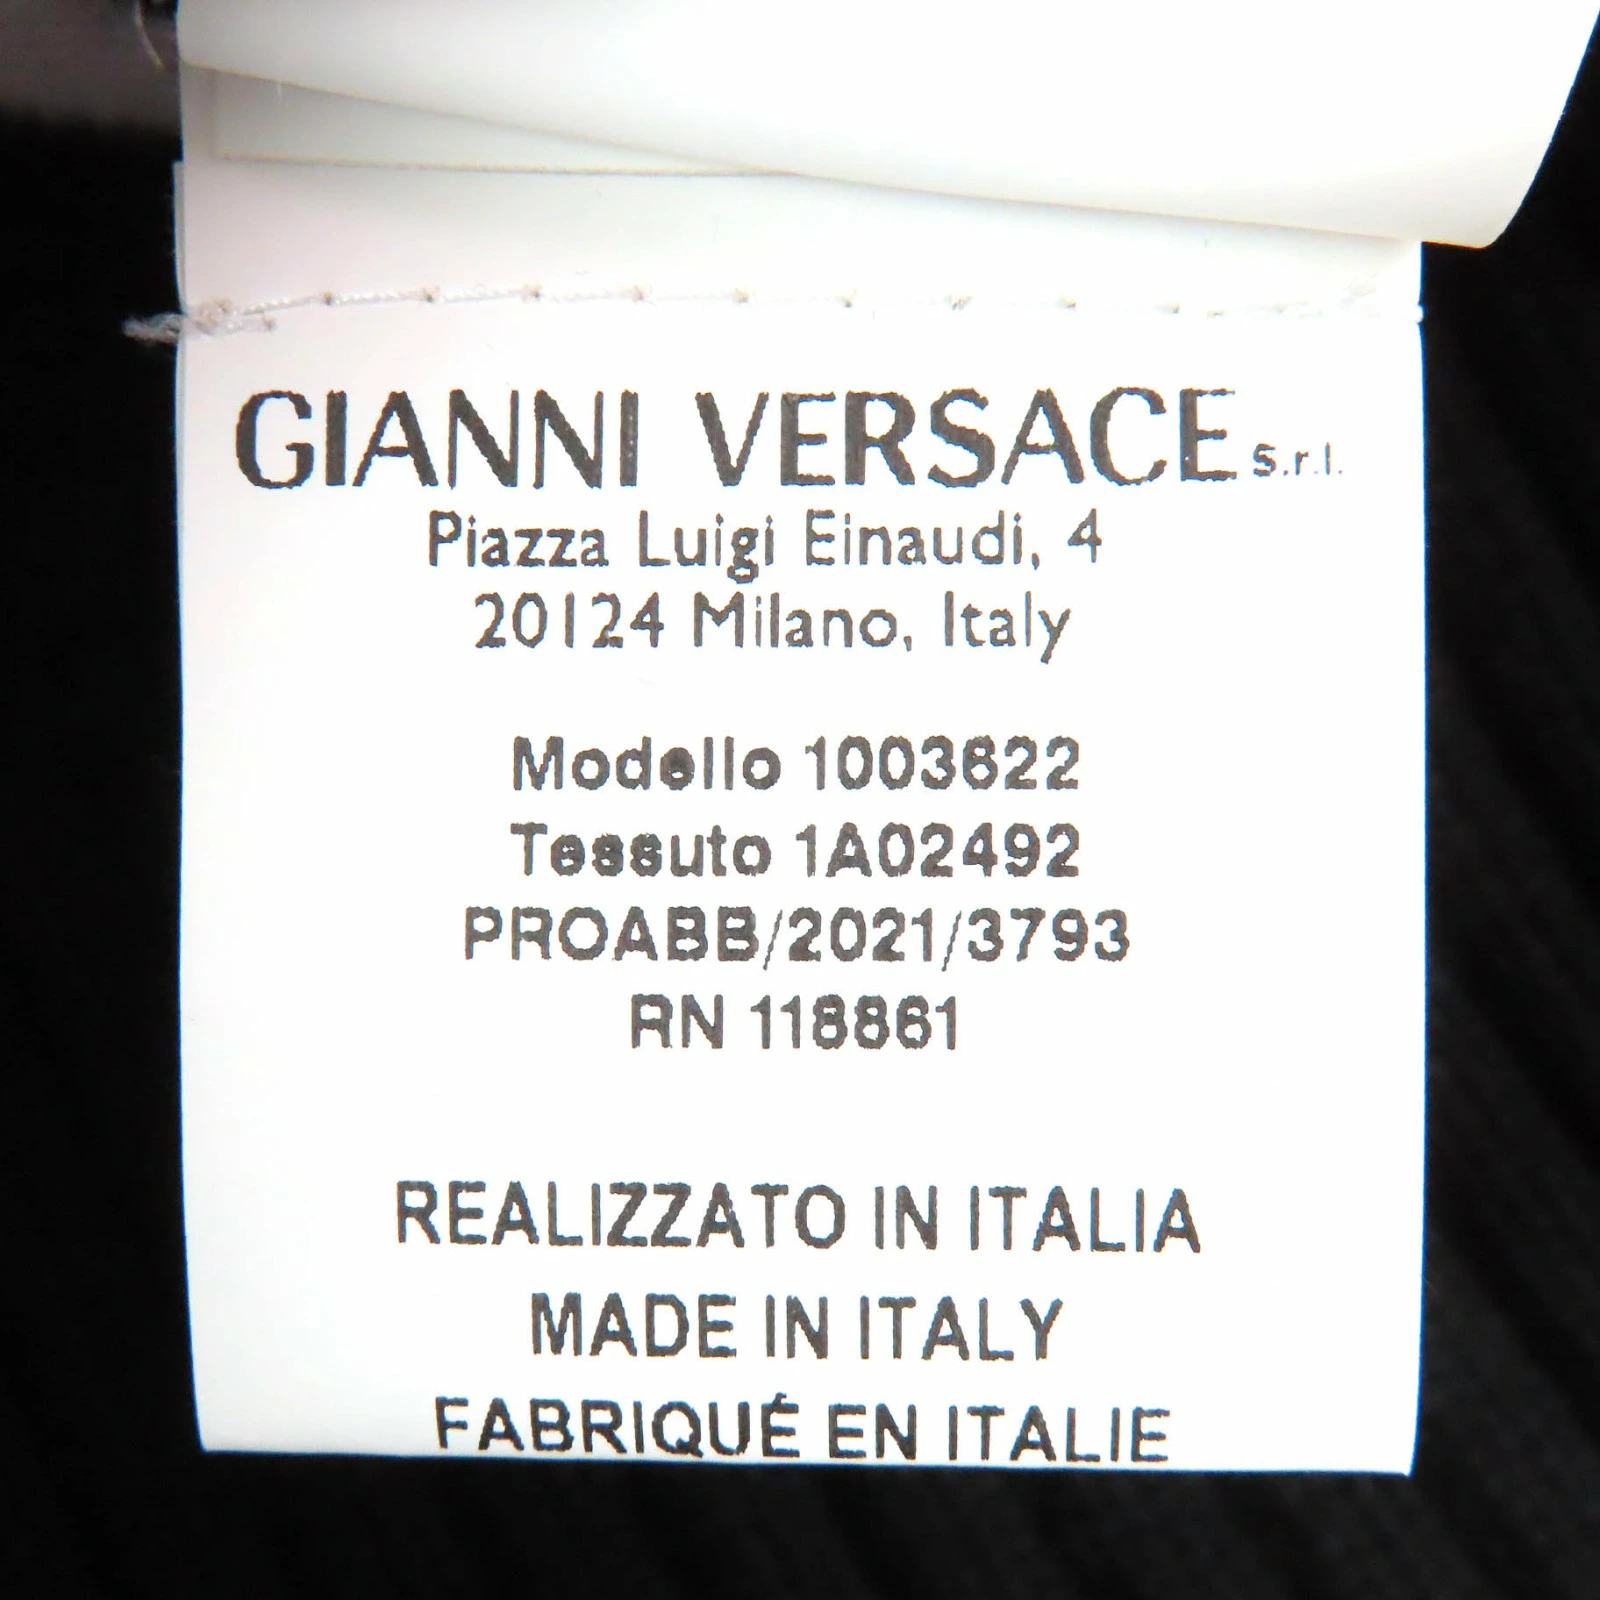 GIANNI VERSACE s.r.l.
Piazza Luigi Einaudi, 4
20124 Milano, Italy
Modello 1003622
Tessuto 1A02492
PROABB/2021/3793
RN 118861
REALIZZATO IN ITALIA
MADE IN ITALY
FABRIQUÉ EN ITALIE